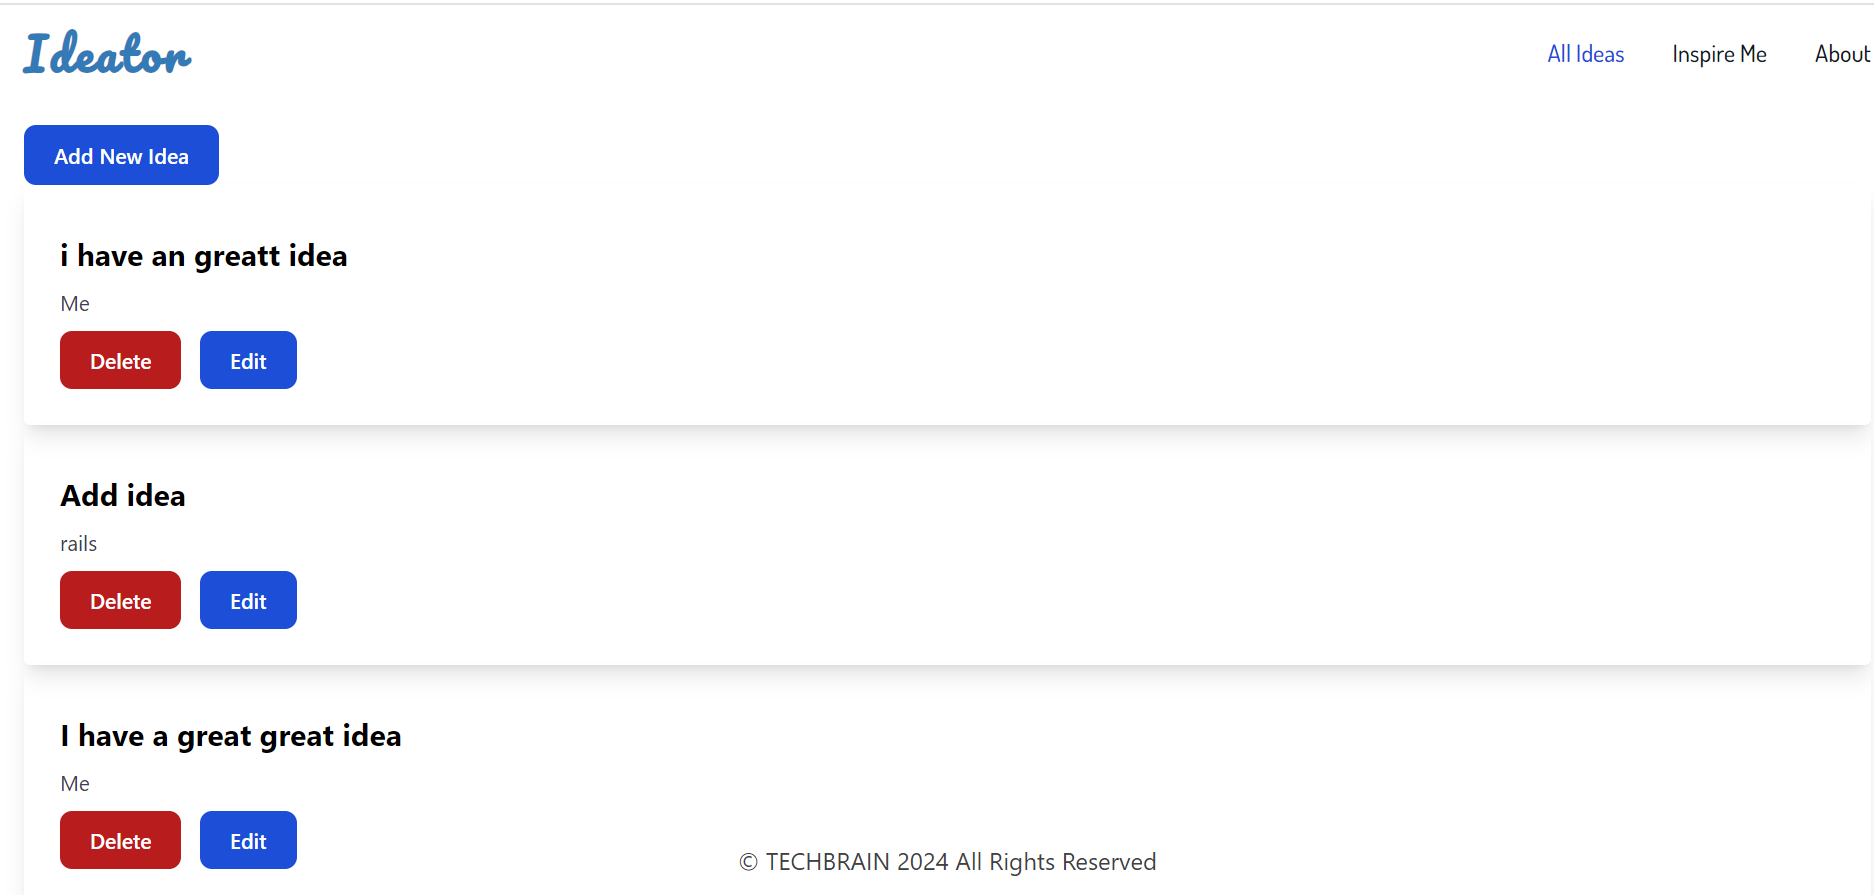 Ideator
All Ideas Inspire Me About
Add New Idea
i have an greatt idea
Me
Delete Edit
Add idea
rails
Delete Edit
I have a great great idea
Me
Delete Edit
© TECHBRAIN 2024 All Rights Reserved